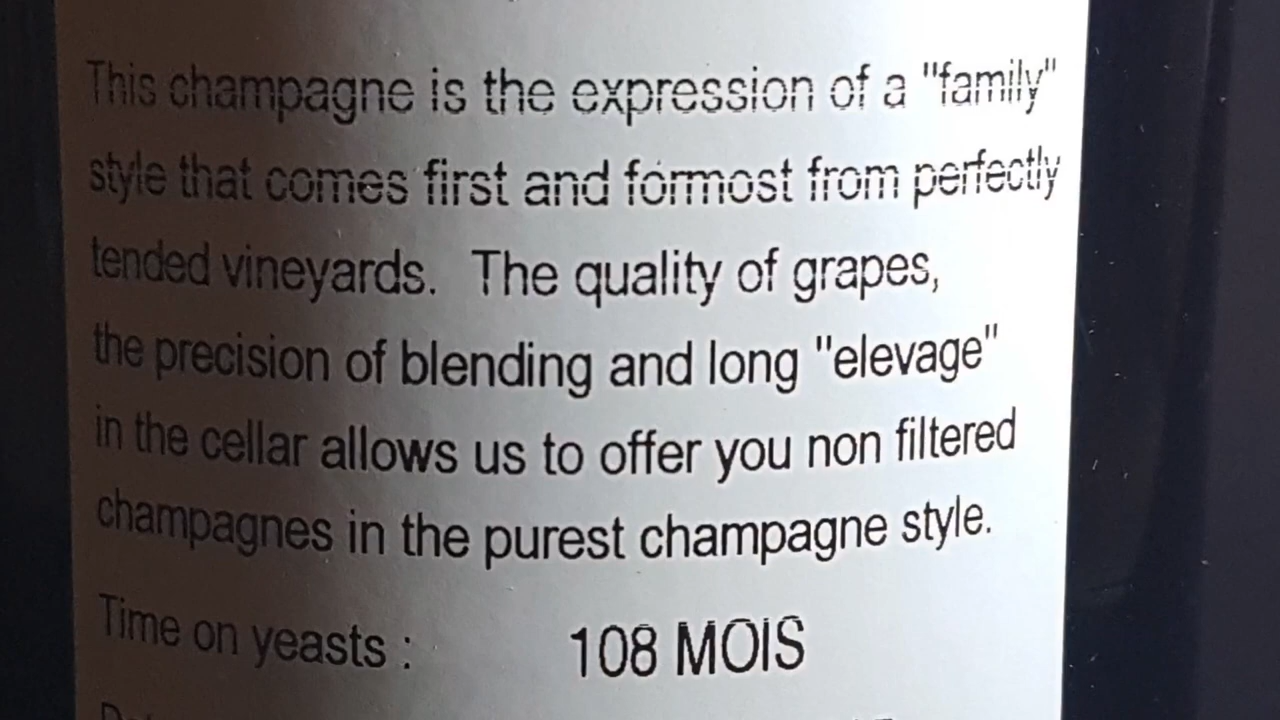 This champagne is the expression of a "family"
style that comes first and formost from perfectly
tended vineyards. The quality of grapes,
the precision of blending and long "elevage"
in the cellar allows us to offer you non filtered
champagnes in the purest champagne style.
Time on yeasts : 108 MOIS